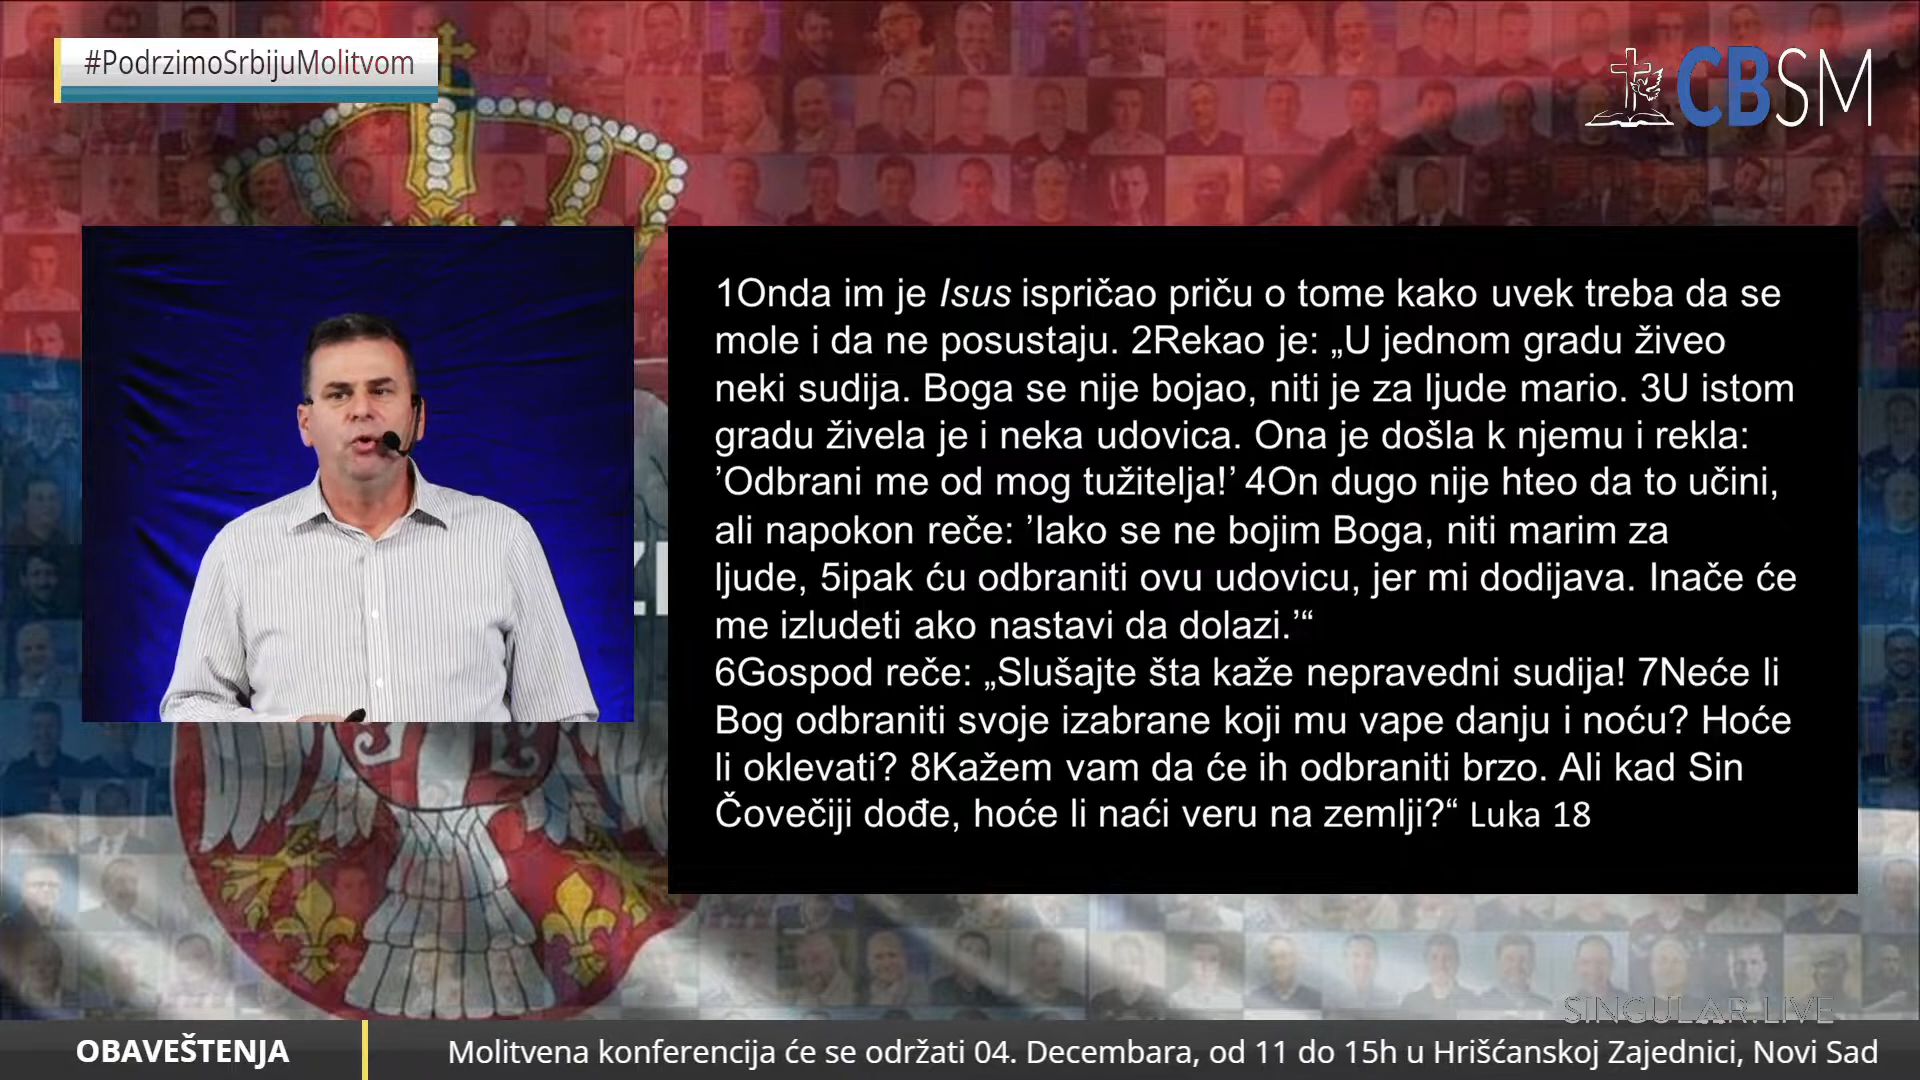 #PodrzimoSrbijuMolitvom
CBSM
1Onda im je Isus ispričao priču o tome kako uvek treba da se
mole i da ne posustaju. 2Rekao je: „U jednom gradu živeo
neki sudija. Boga se nije bojao, niti je za ljude mario. 3U istom
gradu živela je i neka udovica. Ona je došla k njemu i rekla:
’Odbrani me od mog tužitelja!’ 4On dugo nije hteo da to učini,
ali napokon reče: ’Iako se ne bojim Boga, niti marim za
ljude, 5ipak ću odbraniti ovu udovicu, jer mi dodijava. Inače će
me izludeti ako nastavi da dolazi.’“
6Gospod reče: „Slušajte šta kaže nepravedni sudija! 7Neće li
Bog odbraniti svoje izabrane koji mu vape danju i noću? Hoće
li oklevati? 8Kažem vam da će ih odbraniti brzo. Ali kad Sin
Čovečiji dođe, hoće li naći veru na zemlji?“ Luka 18
SINGULAR.LIVE
OBAVEŠTENJA
Molitvena konferencija će se održati 04. Decembara, od 11 do 15h u Hrišćanskoj Zajednici, Novi Sad